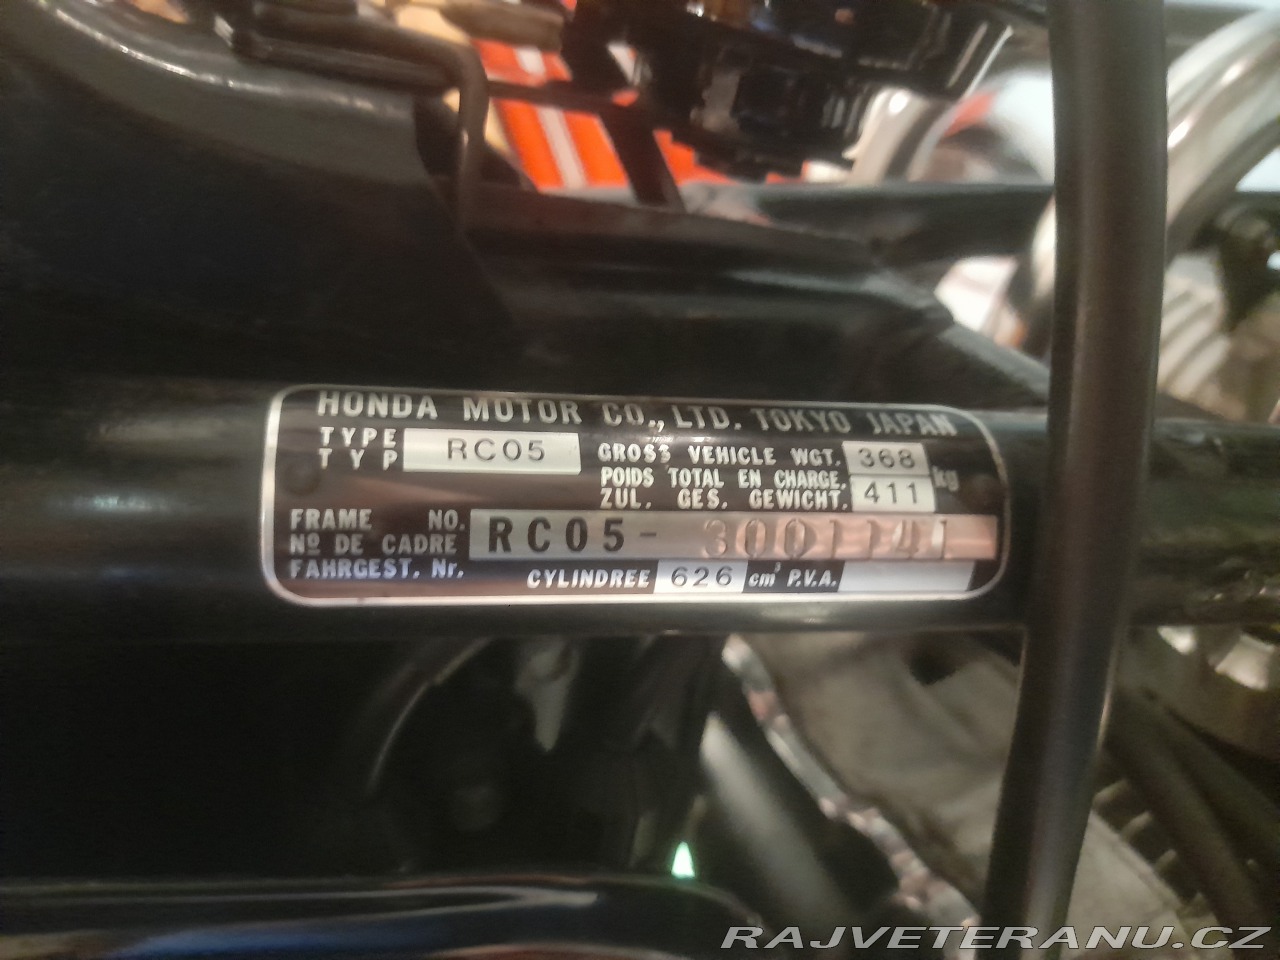 HONDA MOTOR CO., LTD. TOKYO JAPAN
TYPE
TYP RC05
GROSS VEHICLE WGT. 368
POIDS TOTAL EN CHARGE. kg
ZUL. GES. GEWICHT. 411
FRAME NO.
Nº DE CADRE RC05- 3001141
FAHRGEST. Nr.
CYLINDREE 626 cm³ P.V.A.
RAJVETERANU.CZ